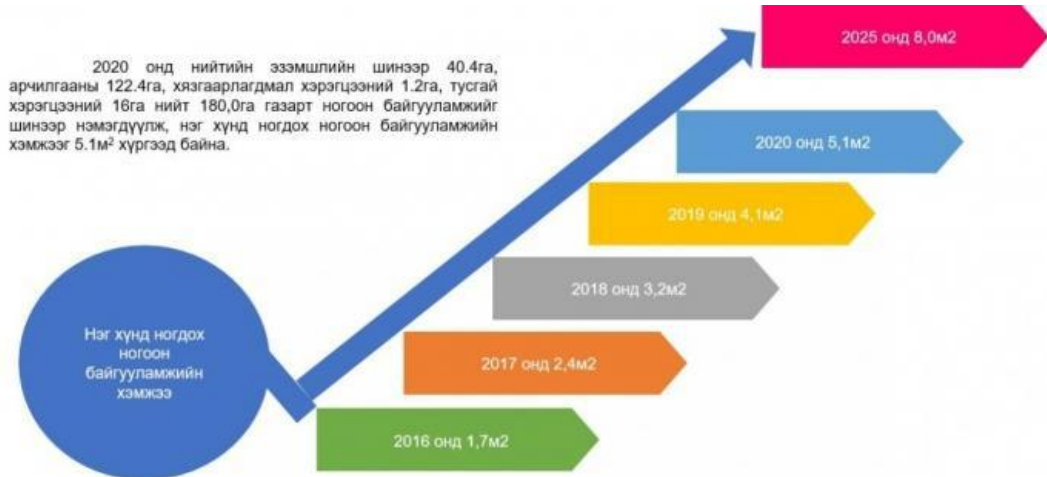 2020 онд нийтийн эзэмшлийн шинээр 40.4га,
арчилгааны 122.4га, хязгаарлагдмал хэрэгцээний 1.2га, тусгай
хэрэгцээний 16га нийт 180,0га газарт ногоон байгууламжийг
шинээр нэмэгдүүлж, нэг хүнд ногдох ногоон байгууламжийн
хэмжээг 5.1м² хүргээд байна.
2025 онд 8,0м2
2020 онд 5,1м2
2019 онд 4,1м2
2018 онд 3,2м2
2017 онд 2,4м2
2016 онд 1,7м2
Нэг хүнд ногдох
ногоон
байгууламжийн
хэмжээ